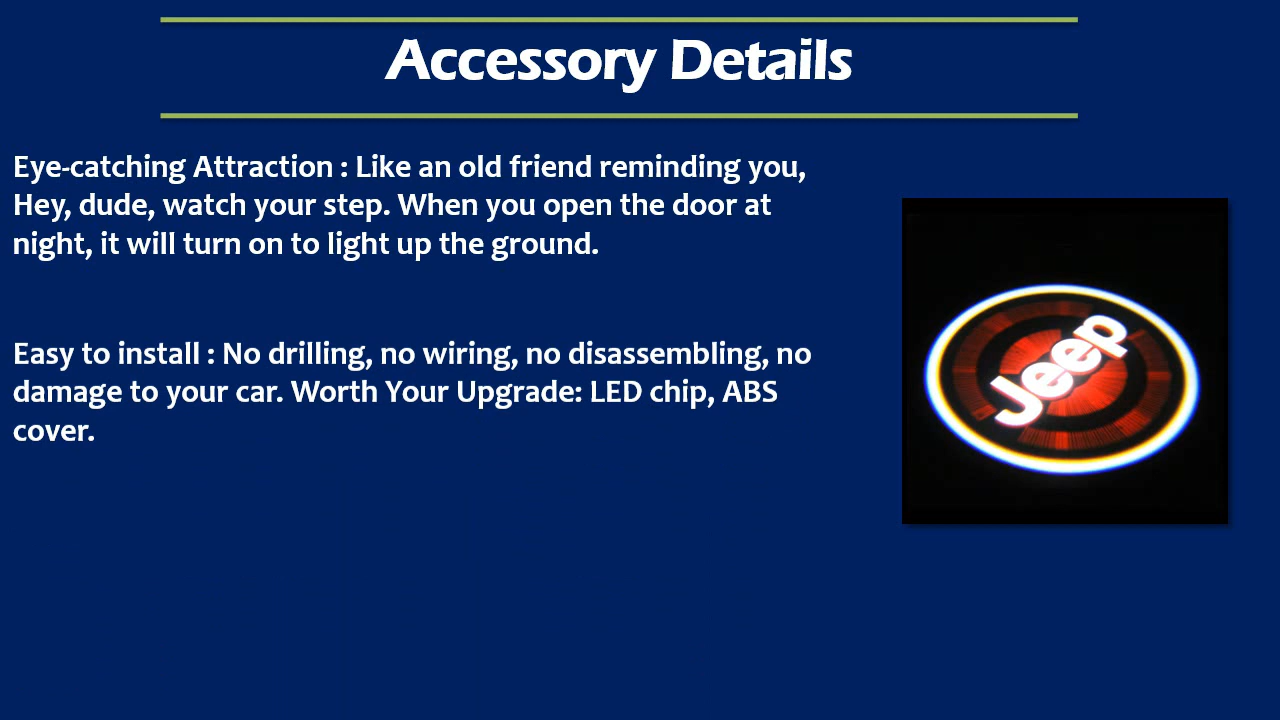 Accessory Details
Eye-catching Attraction : Like an old friend reminding you,
Hey, dude, watch your step. When you open the door at
night, it will turn on to light up the ground.
Easy to install : No drilling, no wiring, no disassembling, no
damage to your car. Worth Your Upgrade: LED chip, ABS
cover.
Jeep